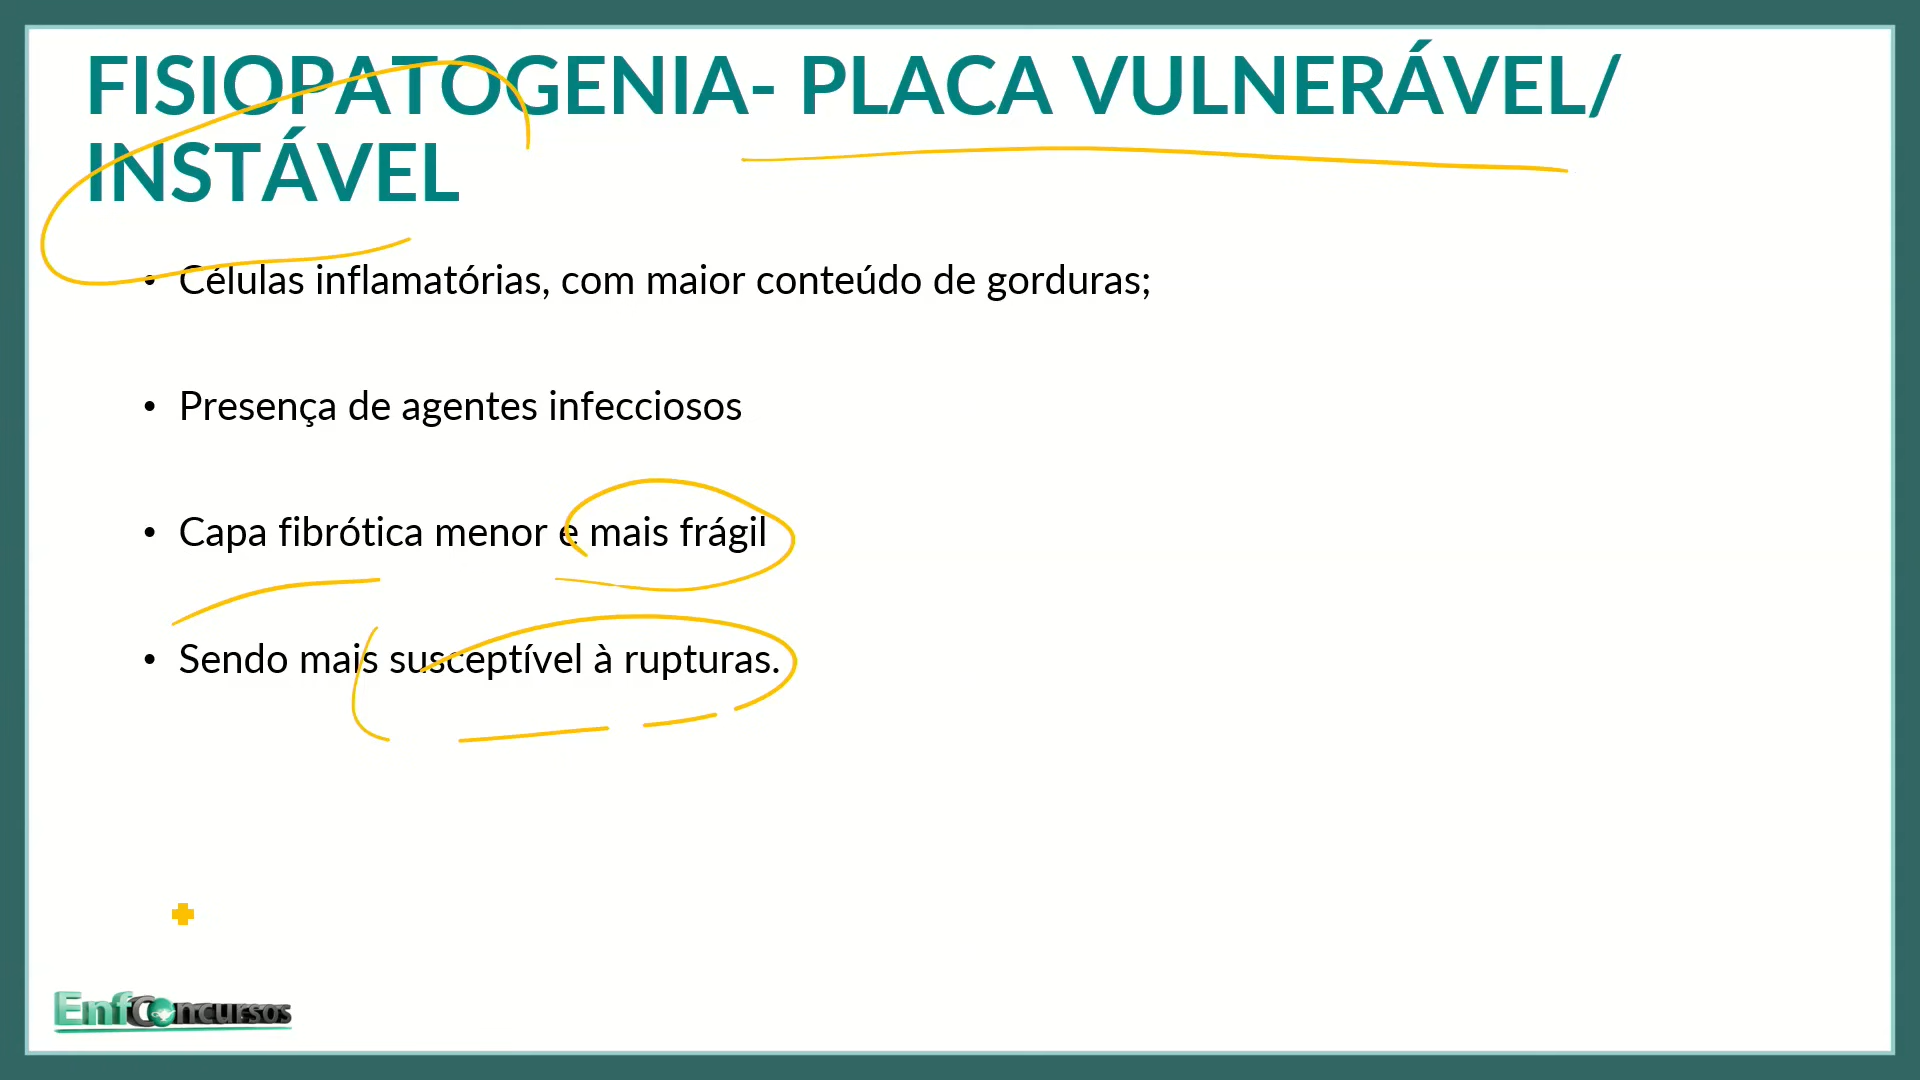 FISIOPATOGENIA- PLACA VULNERÁVEL/
INSTÁVEL
• Células inflamatórias, com maior conteúdo de gorduras;
• Presença de agentes infecciosos
• Capa fibrótica menor e mais frágil
• Sendo mais susceptível à rupturas.
EnfConcursos